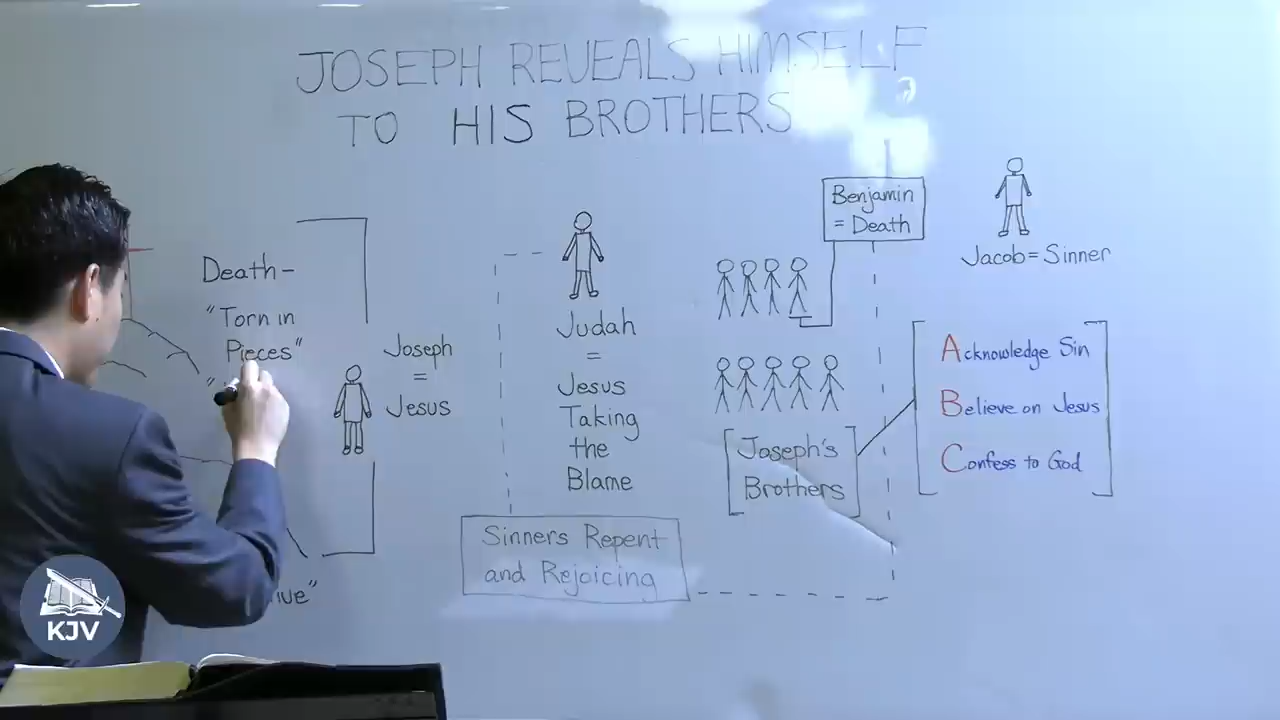 JOSEPH REVEALS HIMSELF
TO HIS BROTHERS
Death-
"Torn in
Pieces"
Joseph
=
Jesus
Judah
=
Jesus
Taking
the
Blame
Sinners Repent
and Rejoicing
Benjamin
= Death
Jacob=Sinner
Joseph's
Brothers
Acknowledge Sin
Believe on Jesus
Confess to God
KJV